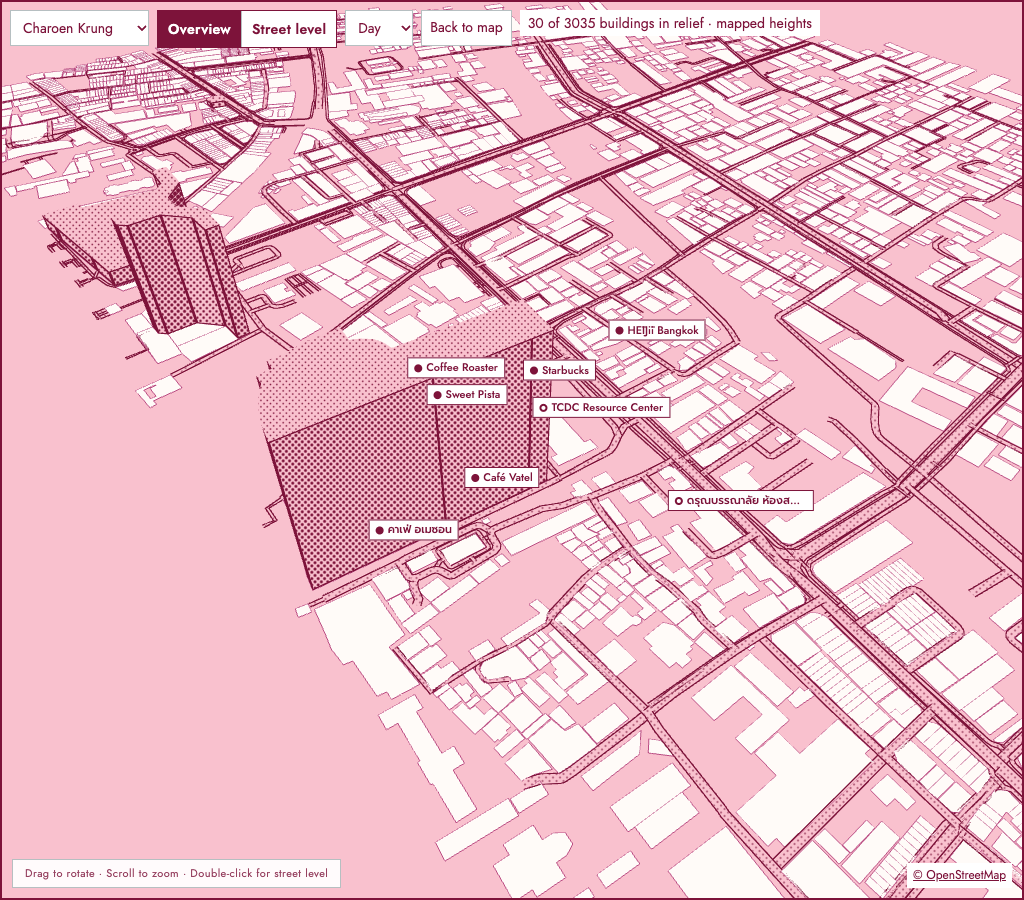 Charoen Krung
Overview
Street level
Day
Back to map
30 of 3035 buildings in relief · mapped heights
HEIJii Bangkok
Coffee Roaster
Starbucks
Sweet Pista
TCDC Resource Center
Café Vatel
ดรุณบรรณาลัย ห้องส...
คาเฟ่ อเมซอน
Drag to rotate · Scroll to zoom · Double-click for street level
© OpenStreetMap